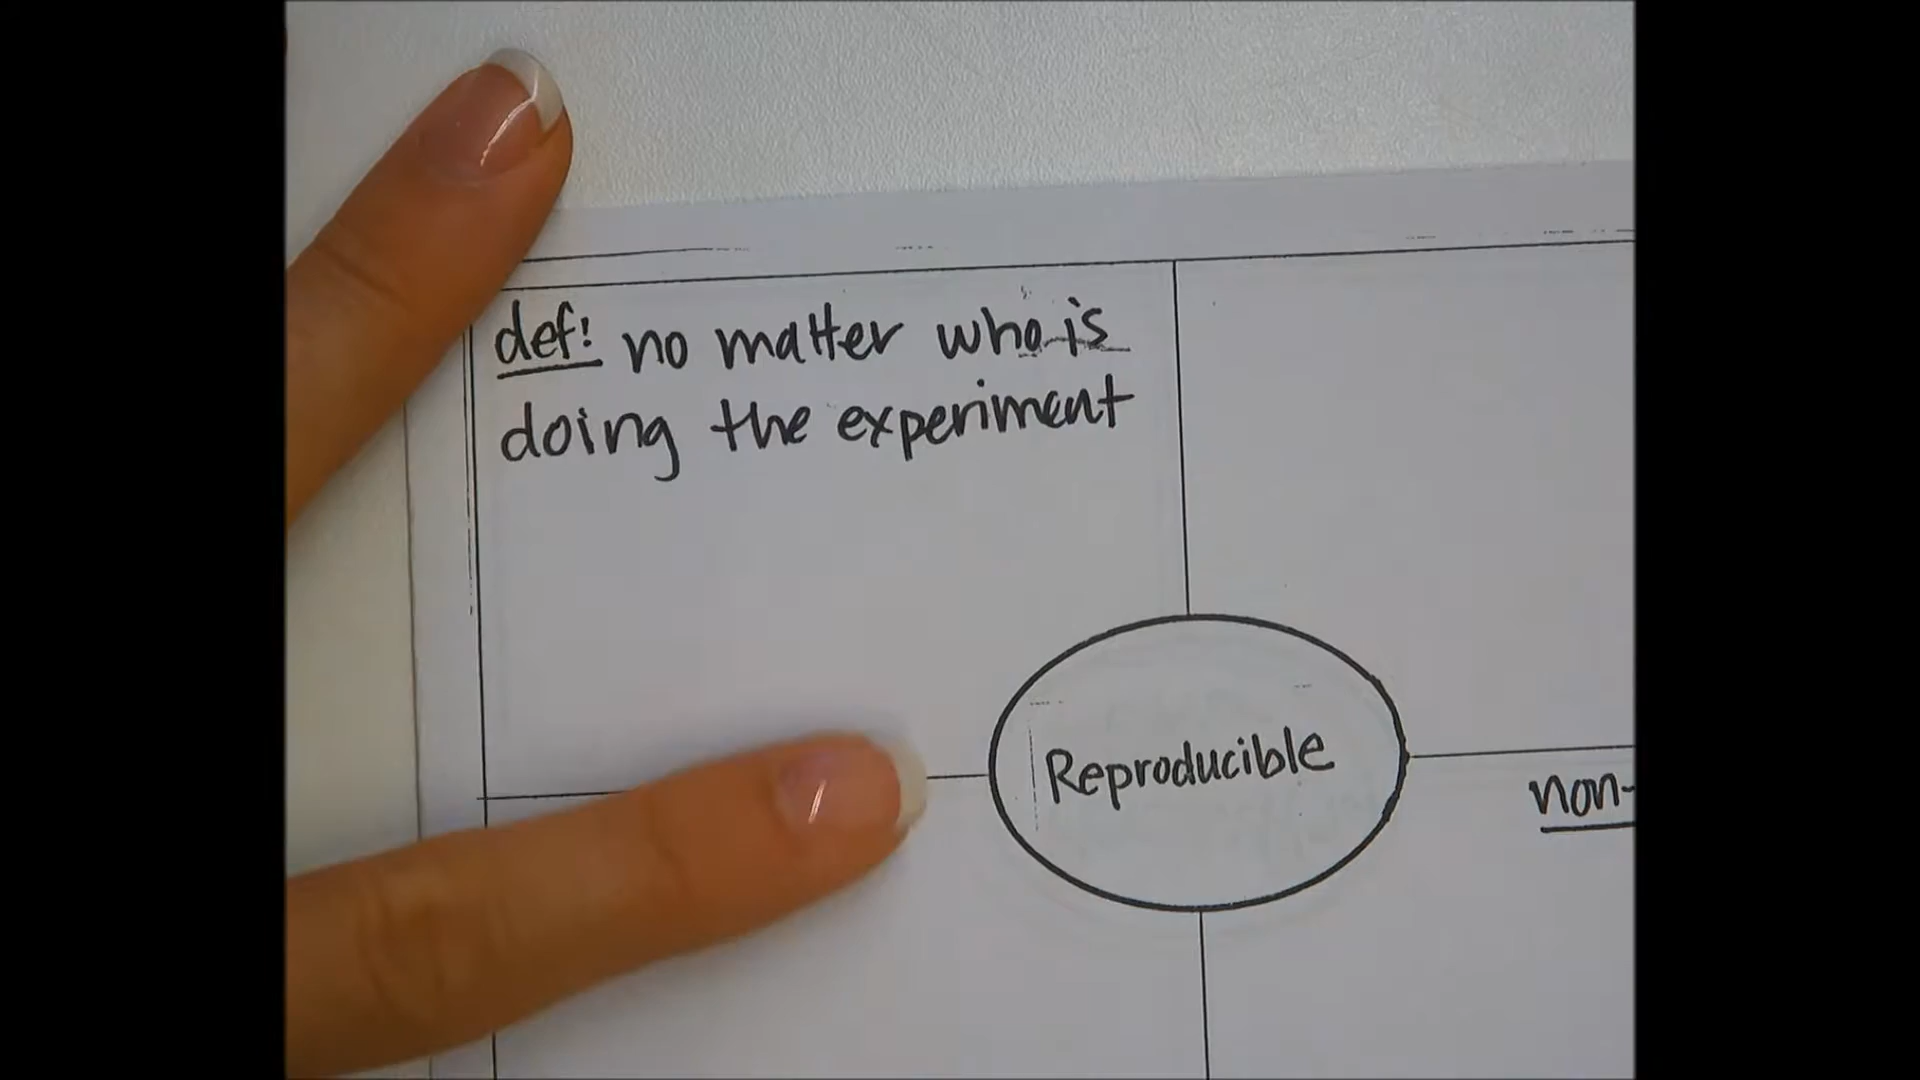 def: no matter who is
doing the experiment
Reproducible
non-